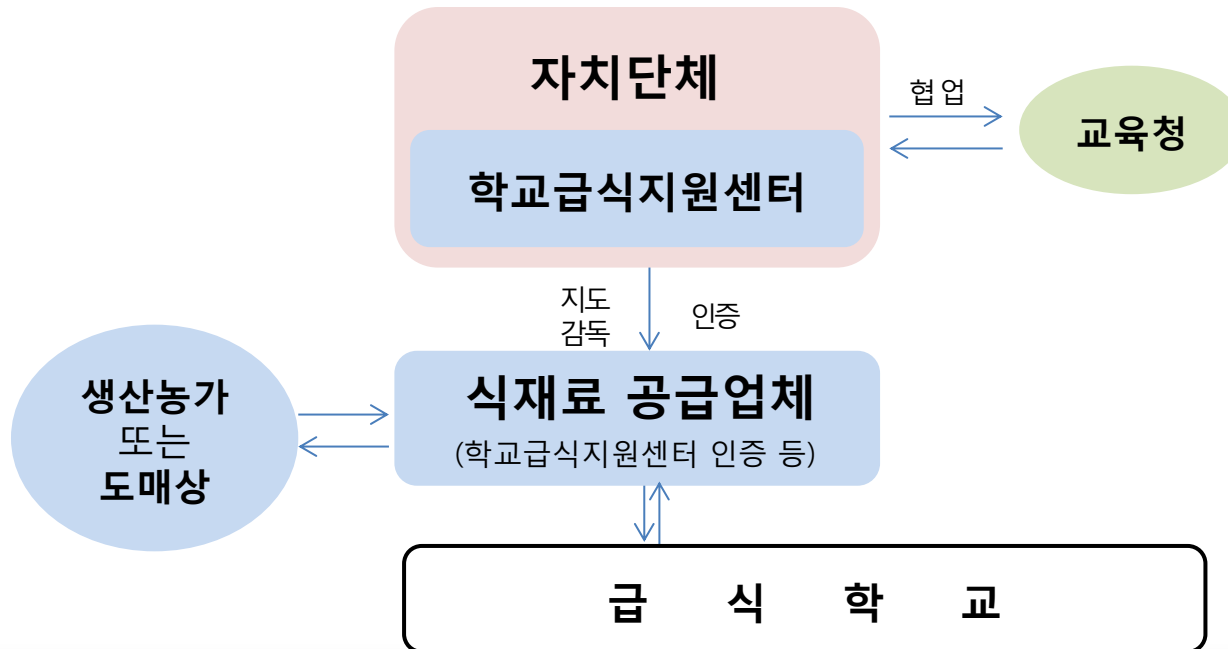 자치단체
협 업
교육청
학교급식지원센터
지도
감독
인증
생산농가
또는
도매상
식재료 공급업체
(학교급식지원센터 인증 등)
급 식 학 교